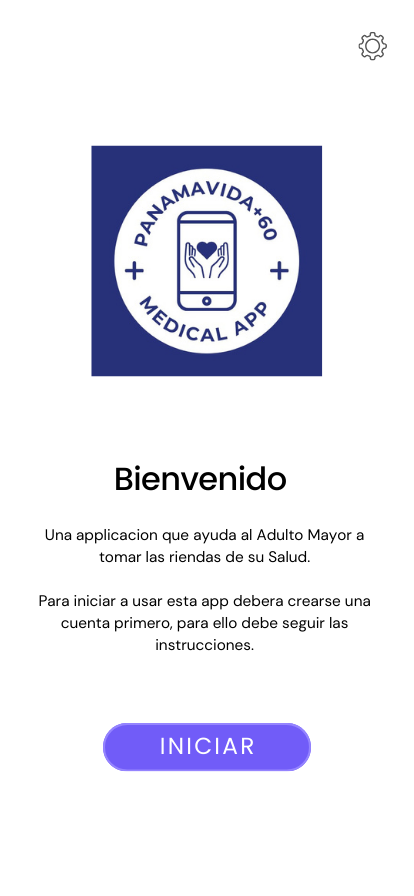 PANAMAVIDA+60
MEDICAL APP
Bienvenido
Una applicacion que ayuda al Adulto Mayor a
tomar las riendas de su Salud.
Para iniciar a usar esta app debera crearse una
cuenta primero, para ello debe seguir las
instrucciones.
INICIAR